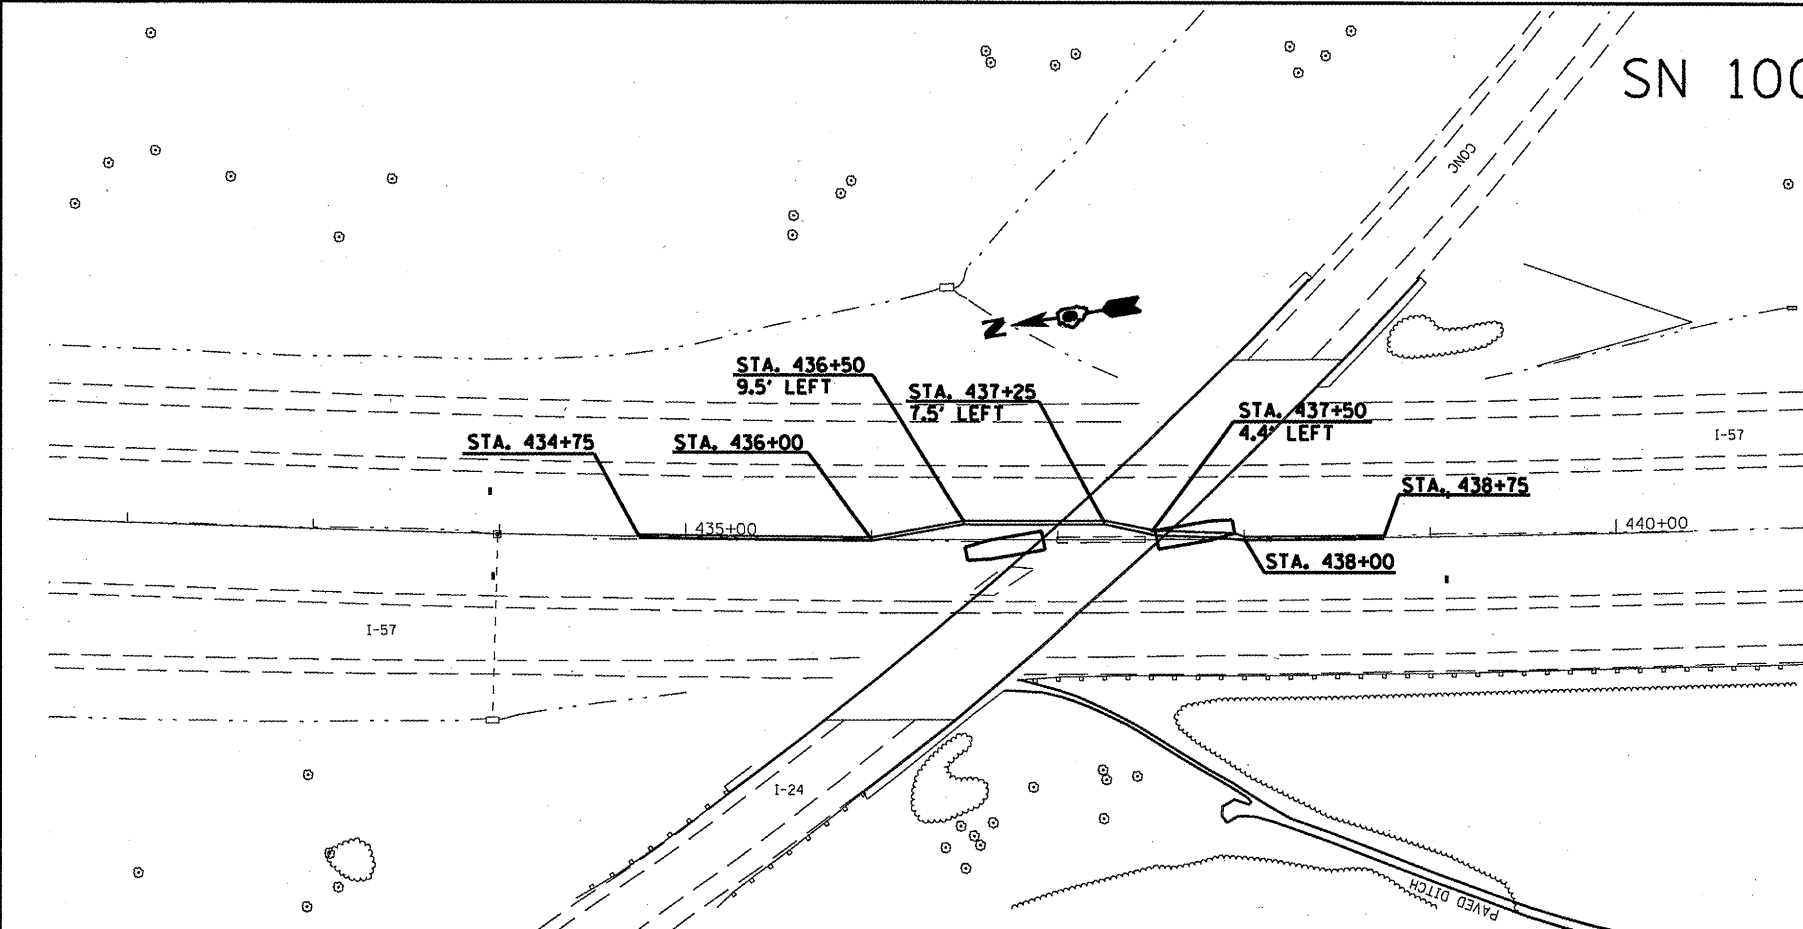 SN 100
CONC
N
STA. 436+50
9.5' LEFT
STA. 437+25
7.5' LEFT
STA. 437+50
4.4' LEFT
I-57
STA. 434+75
STA. 436+00
STA. 438+75
435+00
440+00
STA. 438+00
I-57
I-24
PAVED DITCH